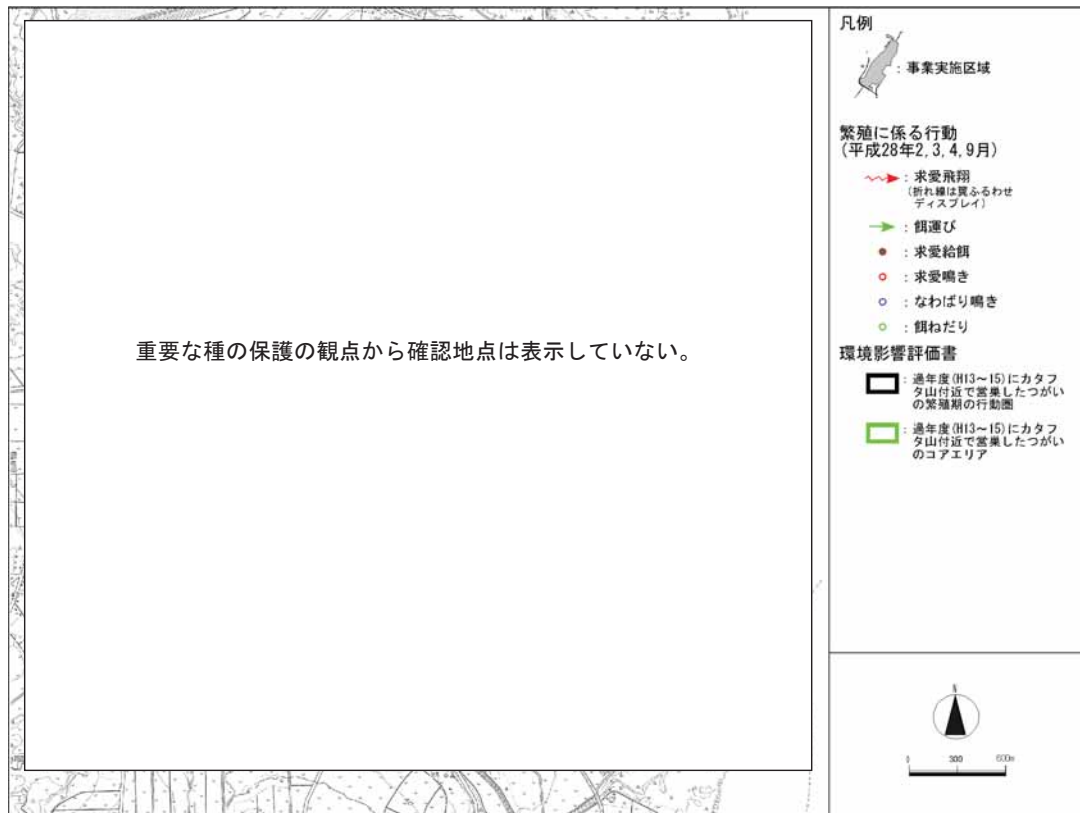 重要な種の保護の観点から確認地点は表示していない。
凡例
: 事業実施区域
繁殖に係る行動
(平成28年2, 3, 4, 9月)
: 求愛飛翔
(折れ線は翼ふるわせ
ディスプレイ)
: 餌運び
: 求愛給餌
: 求愛鳴き
: なわばり鳴き
: 餌ねだり
環境影響評価書
: 過年度(H13～15)にカタフ
タ山付近で営巣したつがい
の繁殖期の行動圏
: 過年度(H13～15)にカタフ
タ山付近で営巣したつがい
のコアエリア
N
0 300 600m